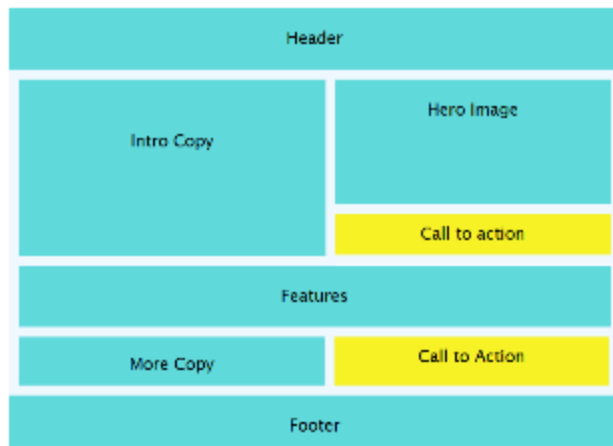 Header
Intro Copy
Hero Image
Call to action
Features
More Copy
Call to Action
Footer